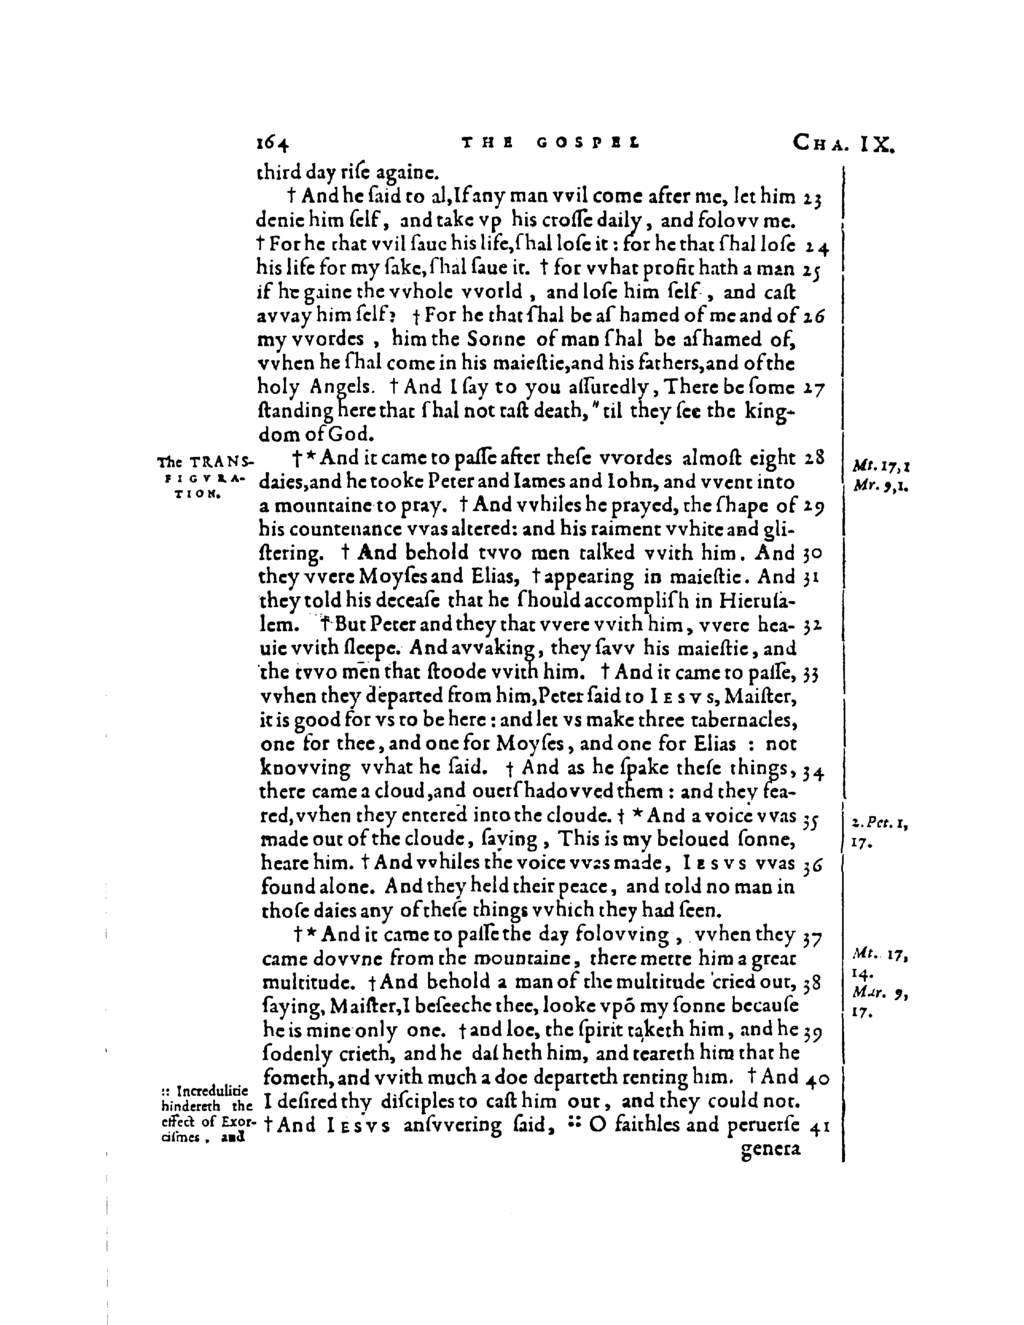 164 THE GOSPEL CHA. IX.
third day riſe againe.
† And he ſaid to al, If any man vvil come after me, let him 23
denie him ſelf, and take vp his croſſe daily, and folovv me.
† For he that vvil ſaue his life, ſhal loſe it : for he that ſhal loſe 24
his life for my ſake, ſhal ſaue it. † for vvhat profit hath a man 25
if he gaine the vvhole vvorld , and loſe him ſelf , and caſt
avvay him ſelf? † For he that ſhal be aſhamed of me and of 26
my vvordes , him the Sonne of man ſhal be aſhamed of,
vvhen he ſhal come in his maieſtie, and his fathers, and of the
holy Angels. † And I ſay to you aſſuredly, There be ſome 27
ſtanding here that ſhal not taſt death, " til they ſee the king-
dom of God.
The TRANS-
FIGVRA-
TION.
† * And it came to paſſe after theſe vvordes almoſt eight 28
Mt. 17, 1
daies, and he tooke Peter and Iames and Iohn, and vvent into
Mr. 9, 1.
a mountaine to pray. † And vvhiles he prayed, the ſhape of 29
his countenance vvas altered: and his raiment vvhite and gli-
ſtering. † And behold tvvo men talked vvith him. And 30
they vvere Moyſes and Elias, † appearing in maieſtie. And 31
they told his deceaſe that he ſhould accompliſh in Hieruſa-
lem. † But Peter and they that vvere vvith him, vvere hea- 32
uie vvith ſleepe. And avvaking, they ſavv his maieſtie, and
the tvvo men that ſtoode vvith him. † And it came to paſſe, 33
vvhen they departed from him, Peter ſaid to IESVS, Maiſter,
it is good for vs to be here : and let vs make three tabernacles,
one for thee, and one for Moyſes, and one for Elias : not
knovving vvhat he ſaid. † And as he ſpake theſe things, 34
there came a cloud, and ouerſhadovved them : and they fea-
red, vvhen they entered into the cloude. † * And a voice vvas 35
2. Pet. 1,
17.
made out of the cloude, ſaying , This is my beloued ſonne,
heare him. † And vvhiles the voice vvas made, IESVS vvas 36
found alone. And they held their peace, and told no man in
thoſe daies any of theſe things vvhich they had ſeen.
† * And it came to paſſe the day folovving , vvhen they 37
came dovvne from the mountaine, there mette him a great
Mt. 17,
14.
multitude. † And behold a man of the multitude cried out, 38
Mar. 9,
17.
ſaying, Maiſter, I beſeeche thee, looke vpō my ſonne becauſe
he is mine only one. † and loe, the ſpirit taketh him, and he 39
ſodenly crieth, and he daſheth him, and teareth him that he
fometh, and vvith much a doe departeth renting him. † And 40
:: Incredulitie
hindereth the
effect of Exor-
ciſmes , and
I deſired thy diſciples to caſt him out, and they could not.
† And IESVS anſvvering ſaid, :: O faithles and peruerſe 41
genera